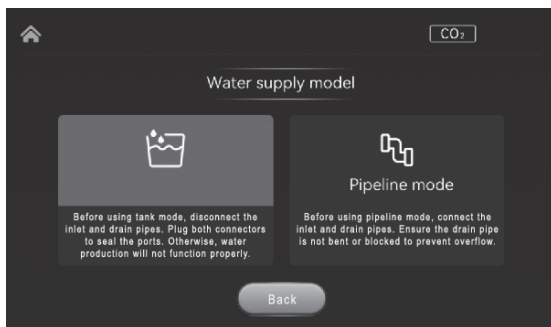 CO₂
Water supply model
Pipeline mode
Before using tank mode, disconnect the
inlet and drain pipes. Plug both connectors
to seal the ports. Otherwise, water
production will not function properly.
Before using pipeline mode, connect the
inlet and drain pipes. Ensure the drain pipe
is not bent or blocked to prevent overflow.
Back